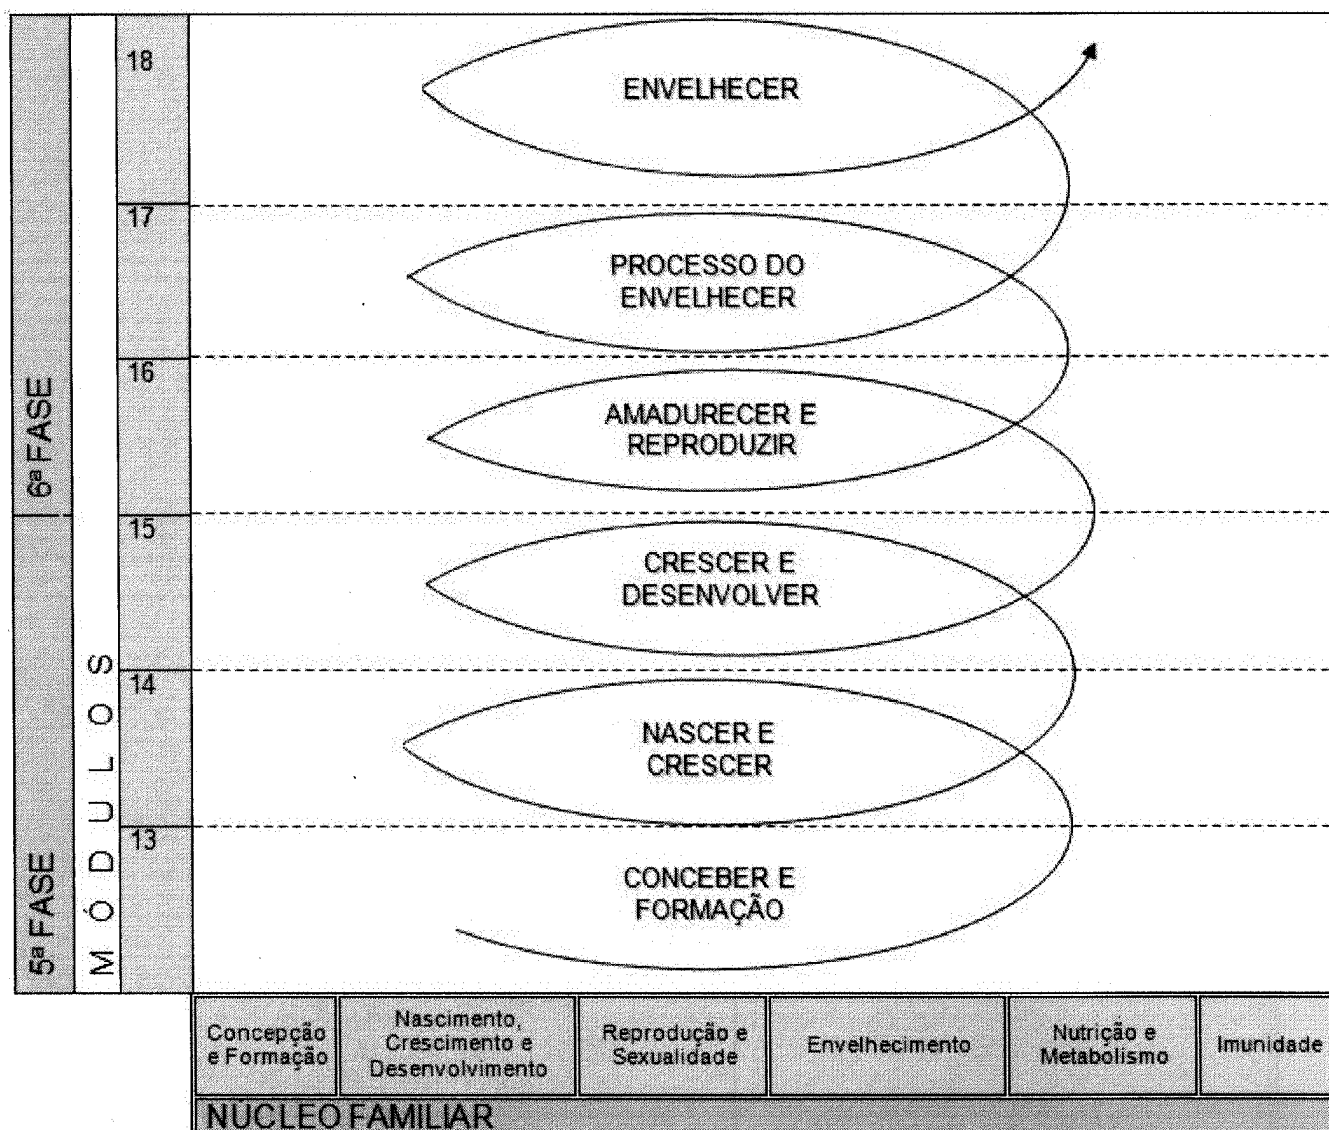 18
ENVELHECER
17
PROCESSO DO
ENVELHECER
16
AMADURECER E
REPRODUZIR
6ª FASE
15
CRESCER E
DESENVOLVER
14
NASCER E
CRESCER
13
CONCEBER E
FORMAÇÃO
5ª FASE
MÓDULOS
Concepção
e Formação
Nascimento,
Crescimento e
Desenvolvimento
Reprodução e
Sexualidade
Envelhecimento
Nutrição e
Metabolismo
Imunidade
NÚCLEO FAMILIAR